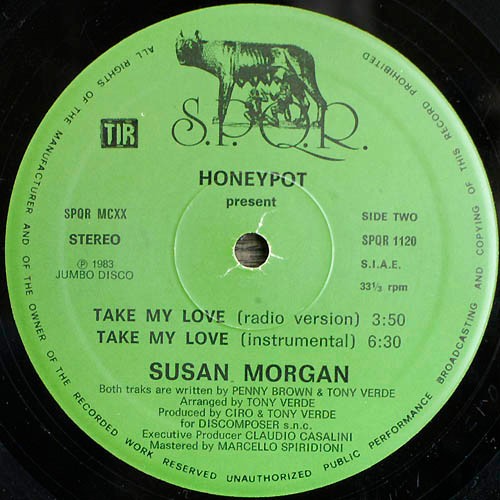 ALL RIGHTS OF THE MANUFACTURER AND OF THE OWNER OF THE RECORDED WORK RESERVED UNAUTHORIZED PUBLIC PERFORMANCE BROADCASTING AND COPYING OF THIS RECORD PROHIBITED
S.P.Q.R.
TIR
HONEYPOT
present
SPQR MCXX
STEREO
℗ 1983
JUMBO DISCO
SIDE TWO
SPQR 1120
S.I.A.E.
33⅓ rpm
TAKE MY LOVE (radio version) 3:50
TAKE MY LOVE (instrumental) 6:30
SUSAN MORGAN
Both traks are written by PENNY BROWN & TONY VERDE
Arranged by TONY VERDE
Produced by CIRO & TONY VERDE
for DISCOMPOSER s.n.c.
Executive Producer CLAUDIO CASALINI
Mastered by MARCELLO SPIRIDIONI